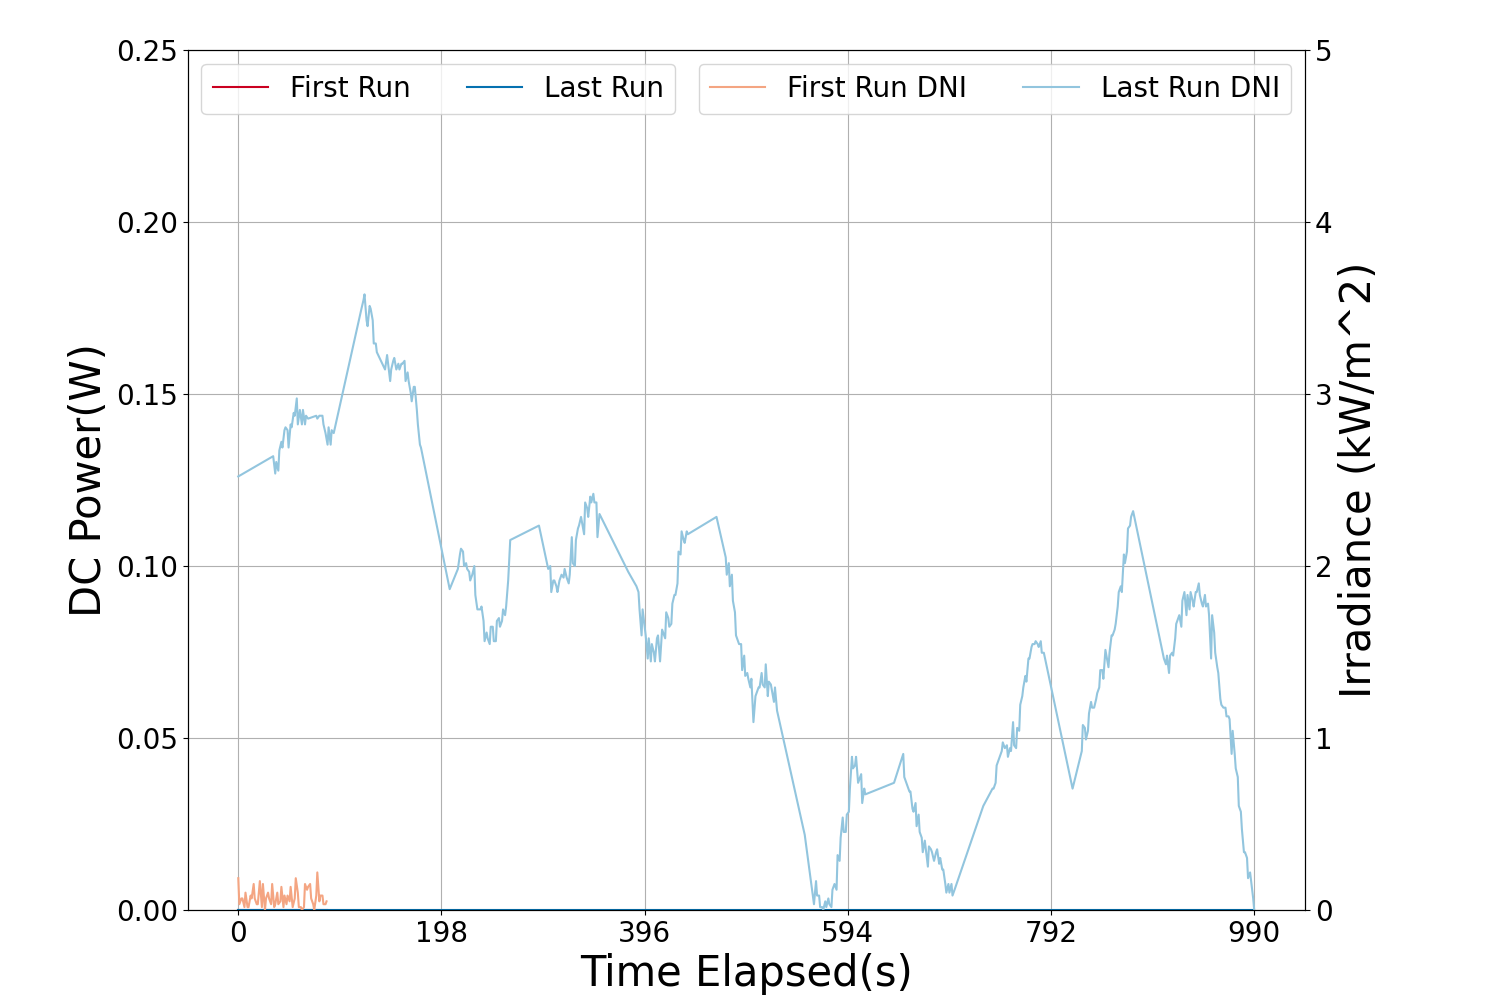 First Run
Last Run
First Run DNI
Last Run DNI
0.25
0.20
0.15
0.10
0.05
0.00
DC Power(W)
5
4
3
2
1
0
Irradiance (kW/m^2)
0 198 396 594 792 990
Time Elapsed(s)